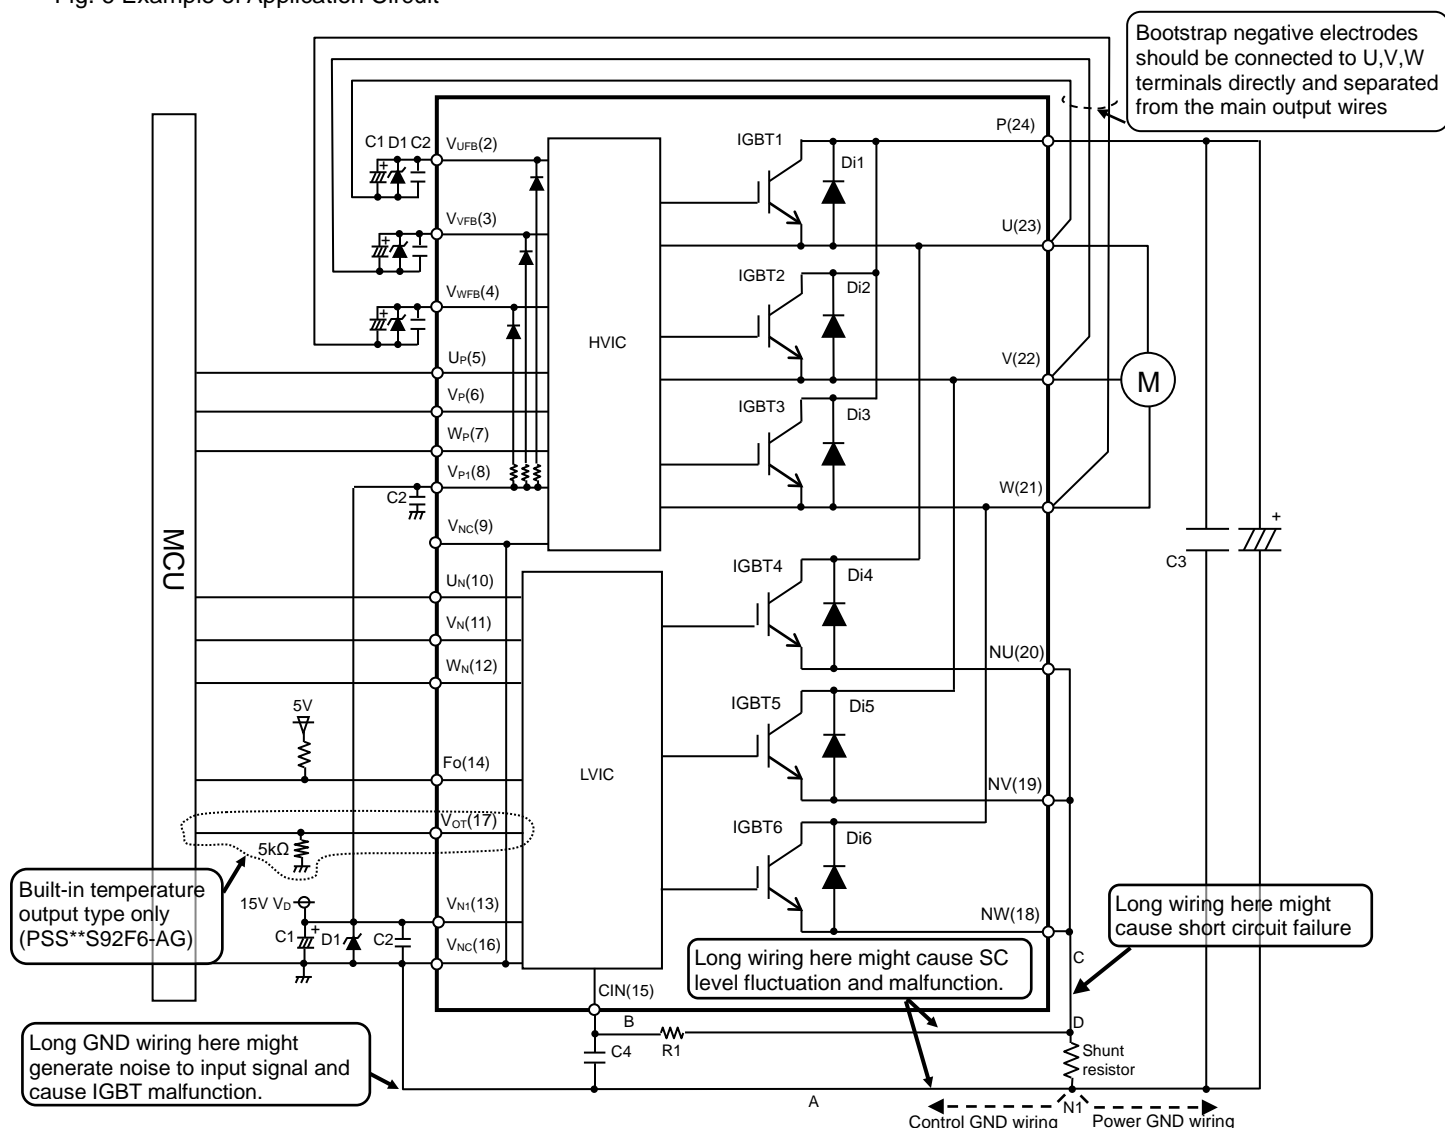 Fig. 8 Example of Application Circuit
Bootstrap negative electrodes
should be connected to U,V,W
terminals directly and separated
from the main output wires
C1 D1 C2
VUFB(2)
IGBT1
P(24)
Di1
VVFB(3)
U(23)
IGBT2
Di2
VWFB(4)
HVIC
UP(5)
V(22)
M
VP(6)
IGBT3
Di3
WP(7)
VP1(8)
C2
W(21)
VNC(9)
+
C3
MCU
UN(10)
IGBT4
Di4
VN(11)
WN(12)
NU(20)
5V
IGBT5
Di5
Fo(14)
LVIC
NV(19)
VOT(17)
5kΩ
IGBT6
Di6
Built-in temperature
output type only
(PSS**S92F6-AG)
15V VD
VN1(13)
C1
+
D1
C2
VNC(16)
NW(18)
Long wiring here might
cause short circuit failure
Long wiring here might cause SC
level fluctuation and malfunction.
C
CIN(15)
B
D
R1
C4
Shunt
resistor
Long GND wiring here might
generate noise to input signal and
cause IGBT malfunction.
A
N1
Control GND wiring
Power GND wiring